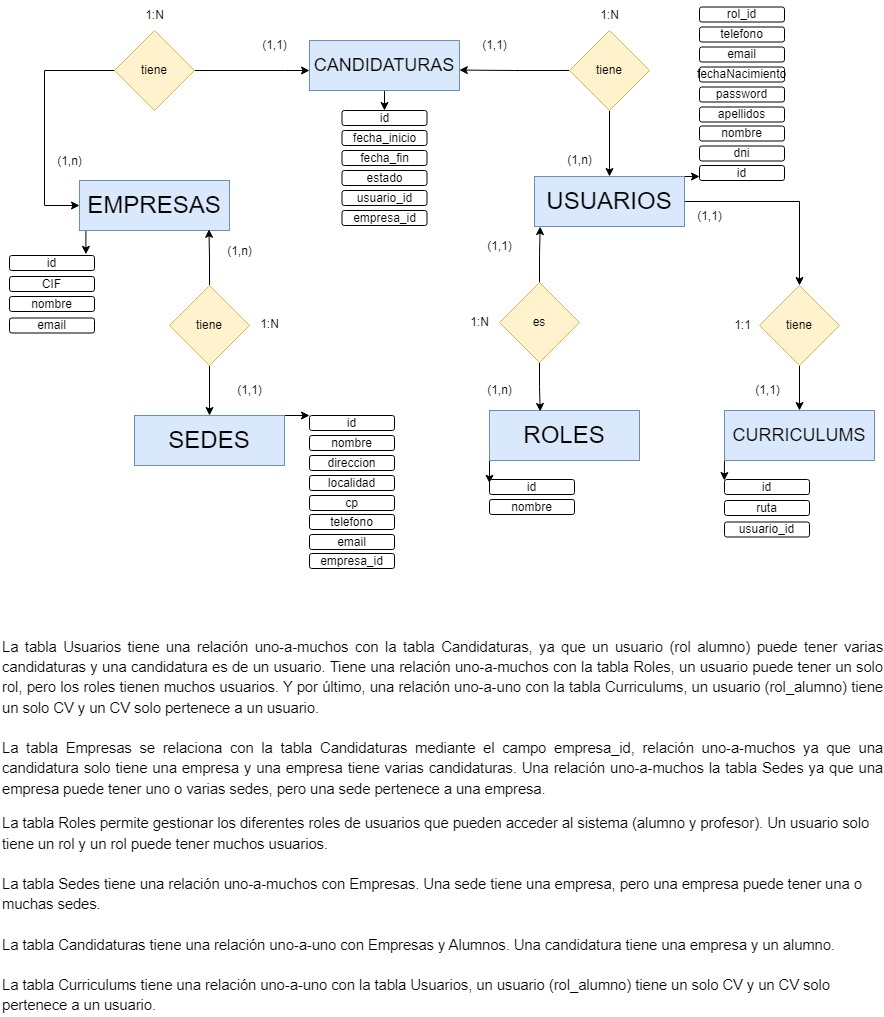 1:N
1:N
rol_id
telefono
email
fechaNacimiento
password
apellidos
nombre
dni
id
tiene
(1,1)
CANDIDATURAS
(1,1)
tiene
id
fecha_inicio
fecha_fin
estado
usuario_id
empresa_id
(1,n)
(1,n)
EMPRESAS
USUARIOS
(1,1)
id
CIF
nombre
email
(1,n)
(1,1)
tiene
1:N
1:N
es
1:1
tiene
(1,1)
(1,n)
(1,1)
SEDES
id
nombre
direccion
localidad
cp
telefono
email
empresa_id
ROLES
id
nombre
CURRICULUMS
id
ruta
usuario_id
La tabla Usuarios tiene una relación uno-a-muchos con la tabla Candidaturas, ya que un usuario (rol alumno) puede tener varias
candidaturas y una candidatura es de un usuario. Tiene una relación uno-a-muchos con la tabla Roles, un usuario puede tener un solo
rol, pero los roles tienen muchos usuarios. Y por último, una relación uno-a-uno con la tabla Curriculums, un usuario (rol_alumno) tiene
un solo CV y un CV solo pertenece a un usuario.
La tabla Empresas se relaciona con la tabla Candidaturas mediante el campo empresa_id, relación uno-a-muchos ya que una
candidatura solo tiene una empresa y una empresa tiene varias candidaturas. Una relación uno-a-muchos la tabla Sedes ya que una
empresa puede tener uno o varias sedes, pero una sede pertenece a una empresa.
La tabla Roles permite gestionar los diferentes roles de usuarios que pueden acceder al sistema (alumno y profesor). Un usuario solo
tiene un rol y un rol puede tener muchos usuarios.
La tabla Sedes tiene una relación uno-a-muchos con Empresas. Una sede tiene una empresa, pero una empresa puede tener una o
muchas sedes.
La tabla Candidaturas tiene una relación uno-a-uno con Empresas y Alumnos. Una candidatura tiene una empresa y un alumno.
La tabla Curriculums tiene una relación uno-a-uno con la tabla Usuarios, un usuario (rol_alumno) tiene un solo CV y un CV solo
pertenece a un usuario.